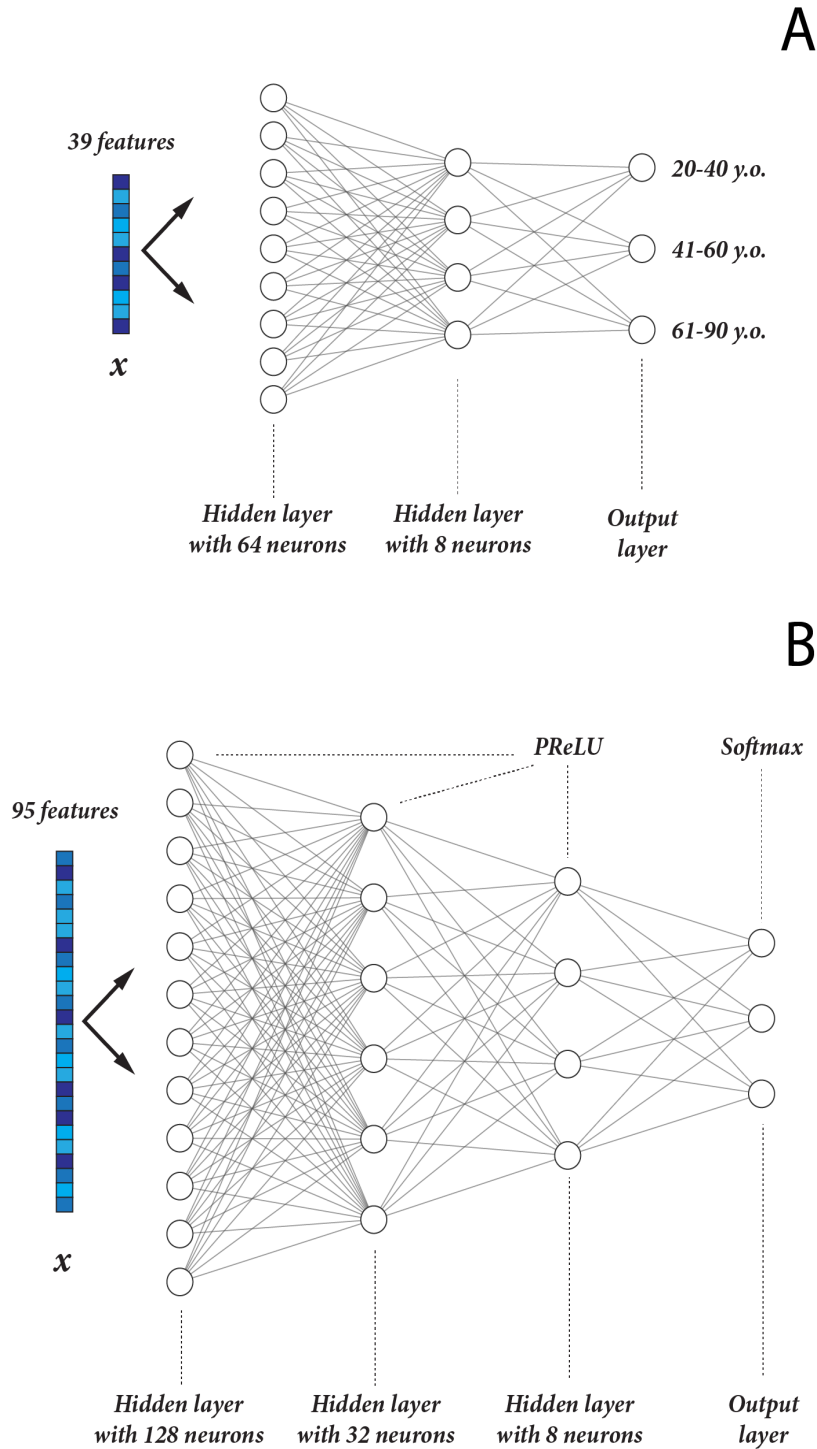 A
39 features
20-40 y.o.
41-60 y.o.
61-90 y.o.
x
Hidden layer
with 64 neurons
Hidden layer
with 8 neurons
Output
layer
B
PReLU
Softmax
95 features
x
Hidden layer
with 128 neurons
Hidden layer
with 32 neurons
Hidden layer
with 8 neurons
Output
layer